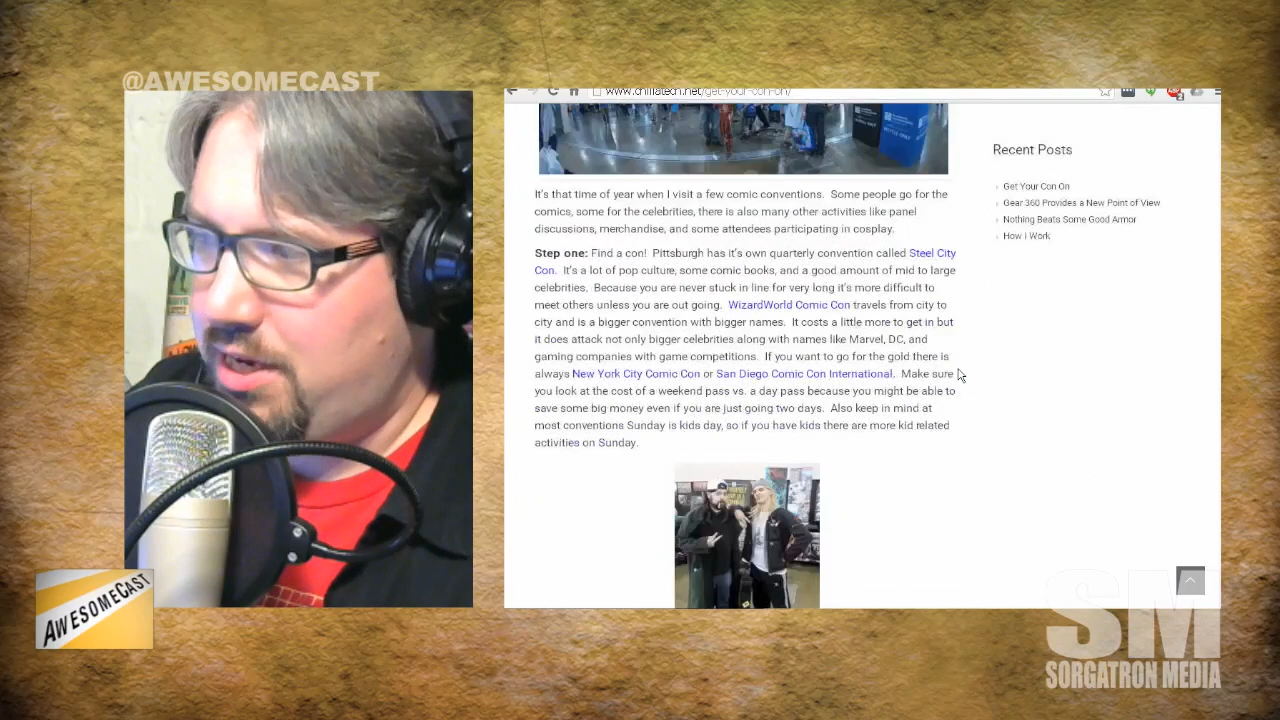 @AWESOMECAST
www.chillatech.net/get-your-con-on/
It's that time of year when I visit a few comic conventions. Some people go for the
comics, some for the celebrities, there is also many other activities like panel
discussions, merchandise, and some attendees participating in cosplay.
Step one: Find a con! Pittsburgh has it's own quarterly convention called Steel City
Con. It's a lot of pop culture, some comic books, and a good amount of mid to large
celebrities. Because you are never stuck in line for very long it's more difficult to
meet others unless you are out going. WizardWorld Comic Con travels from city to
city and is a bigger convention with bigger names. It costs a little more to get in but
it does attack not only bigger celebrities along with names like Marvel, DC, and
gaming companies with game competitions. If you want to go for the gold there is
always New York City Comic Con or San Diego Comic Con International. Make sure
you look at the cost of a weekend pass vs. a day pass because you might be able to
save some big money even if you are just going two days. Also keep in mind at
most conventions Sunday is kids day, so if you have kids there are more kid related
activities on Sunday.
Recent Posts
Get Your Con On
Gear 360 Provides a New Point of View
Nothing Beats Some Good Armor
How I Work
AWESOMECAST
SM
SORGATRON MEDIA